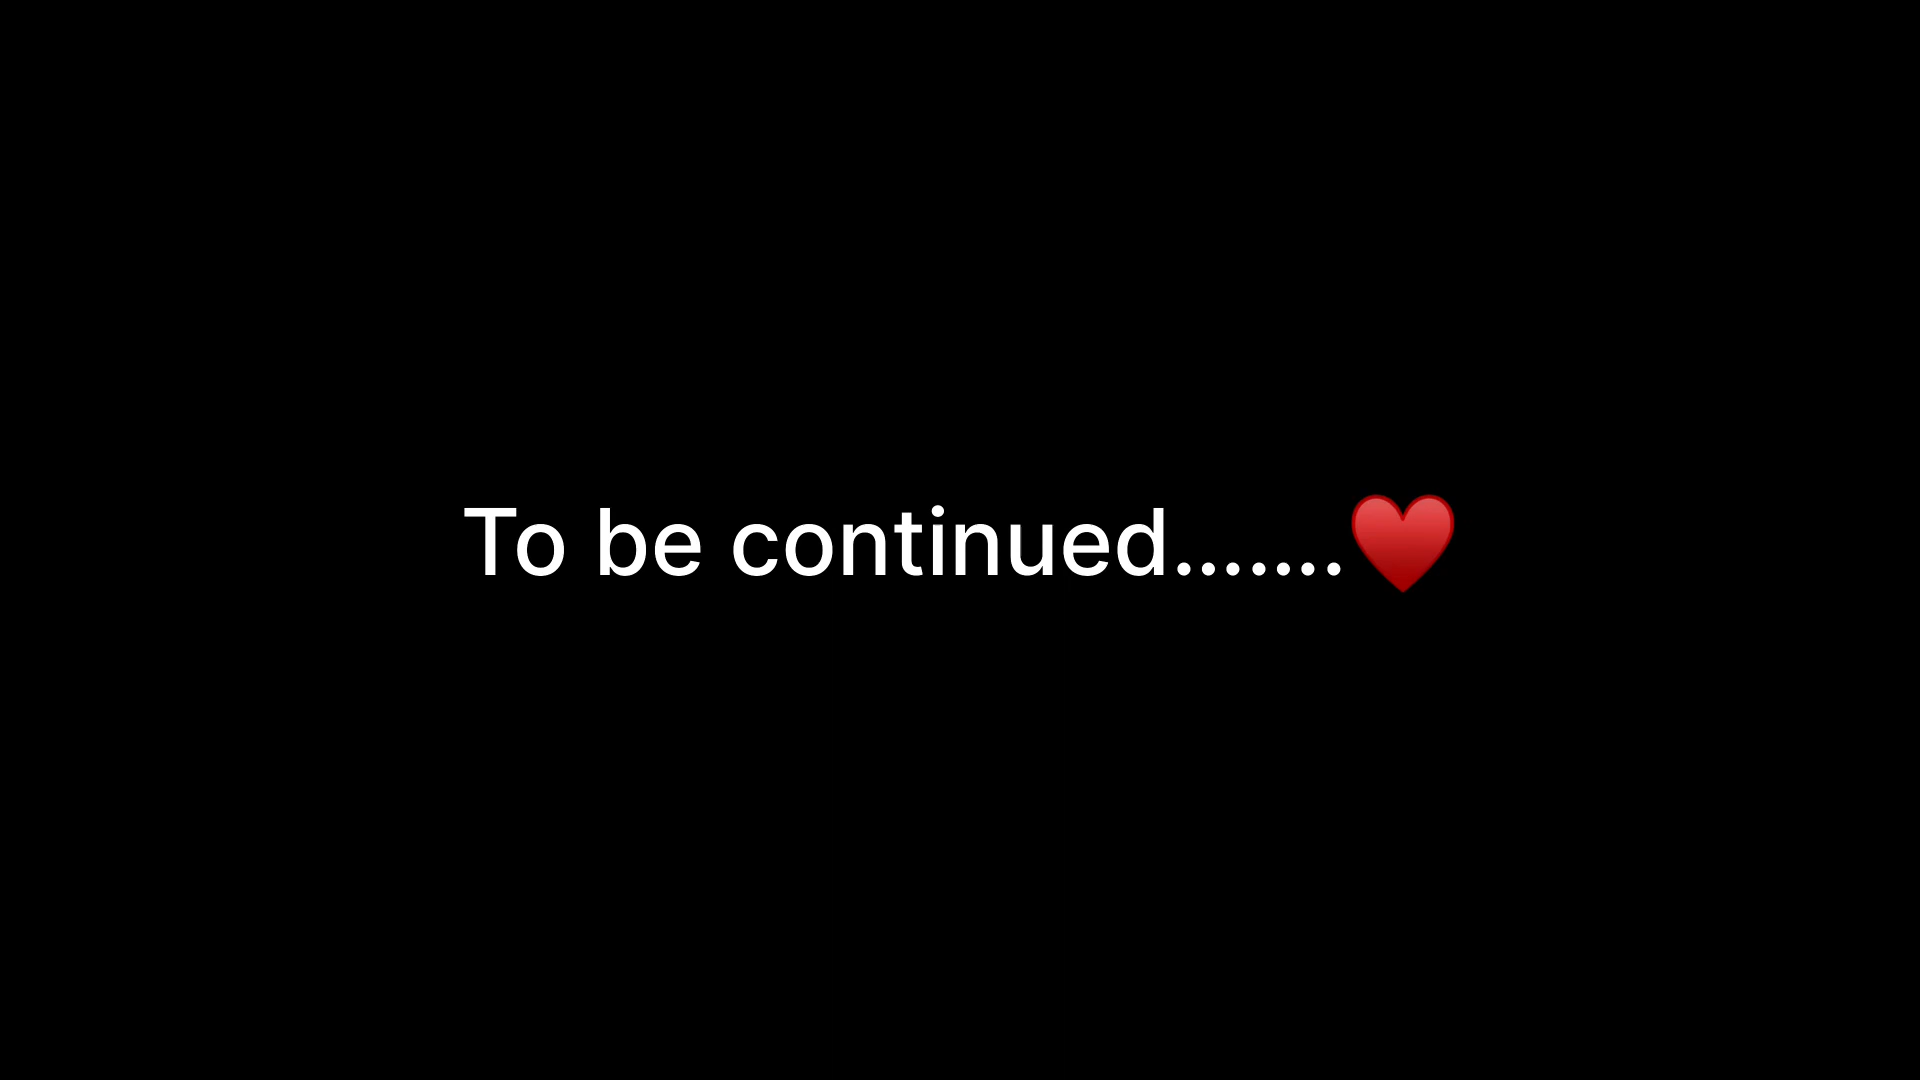 To be continued.......♥️